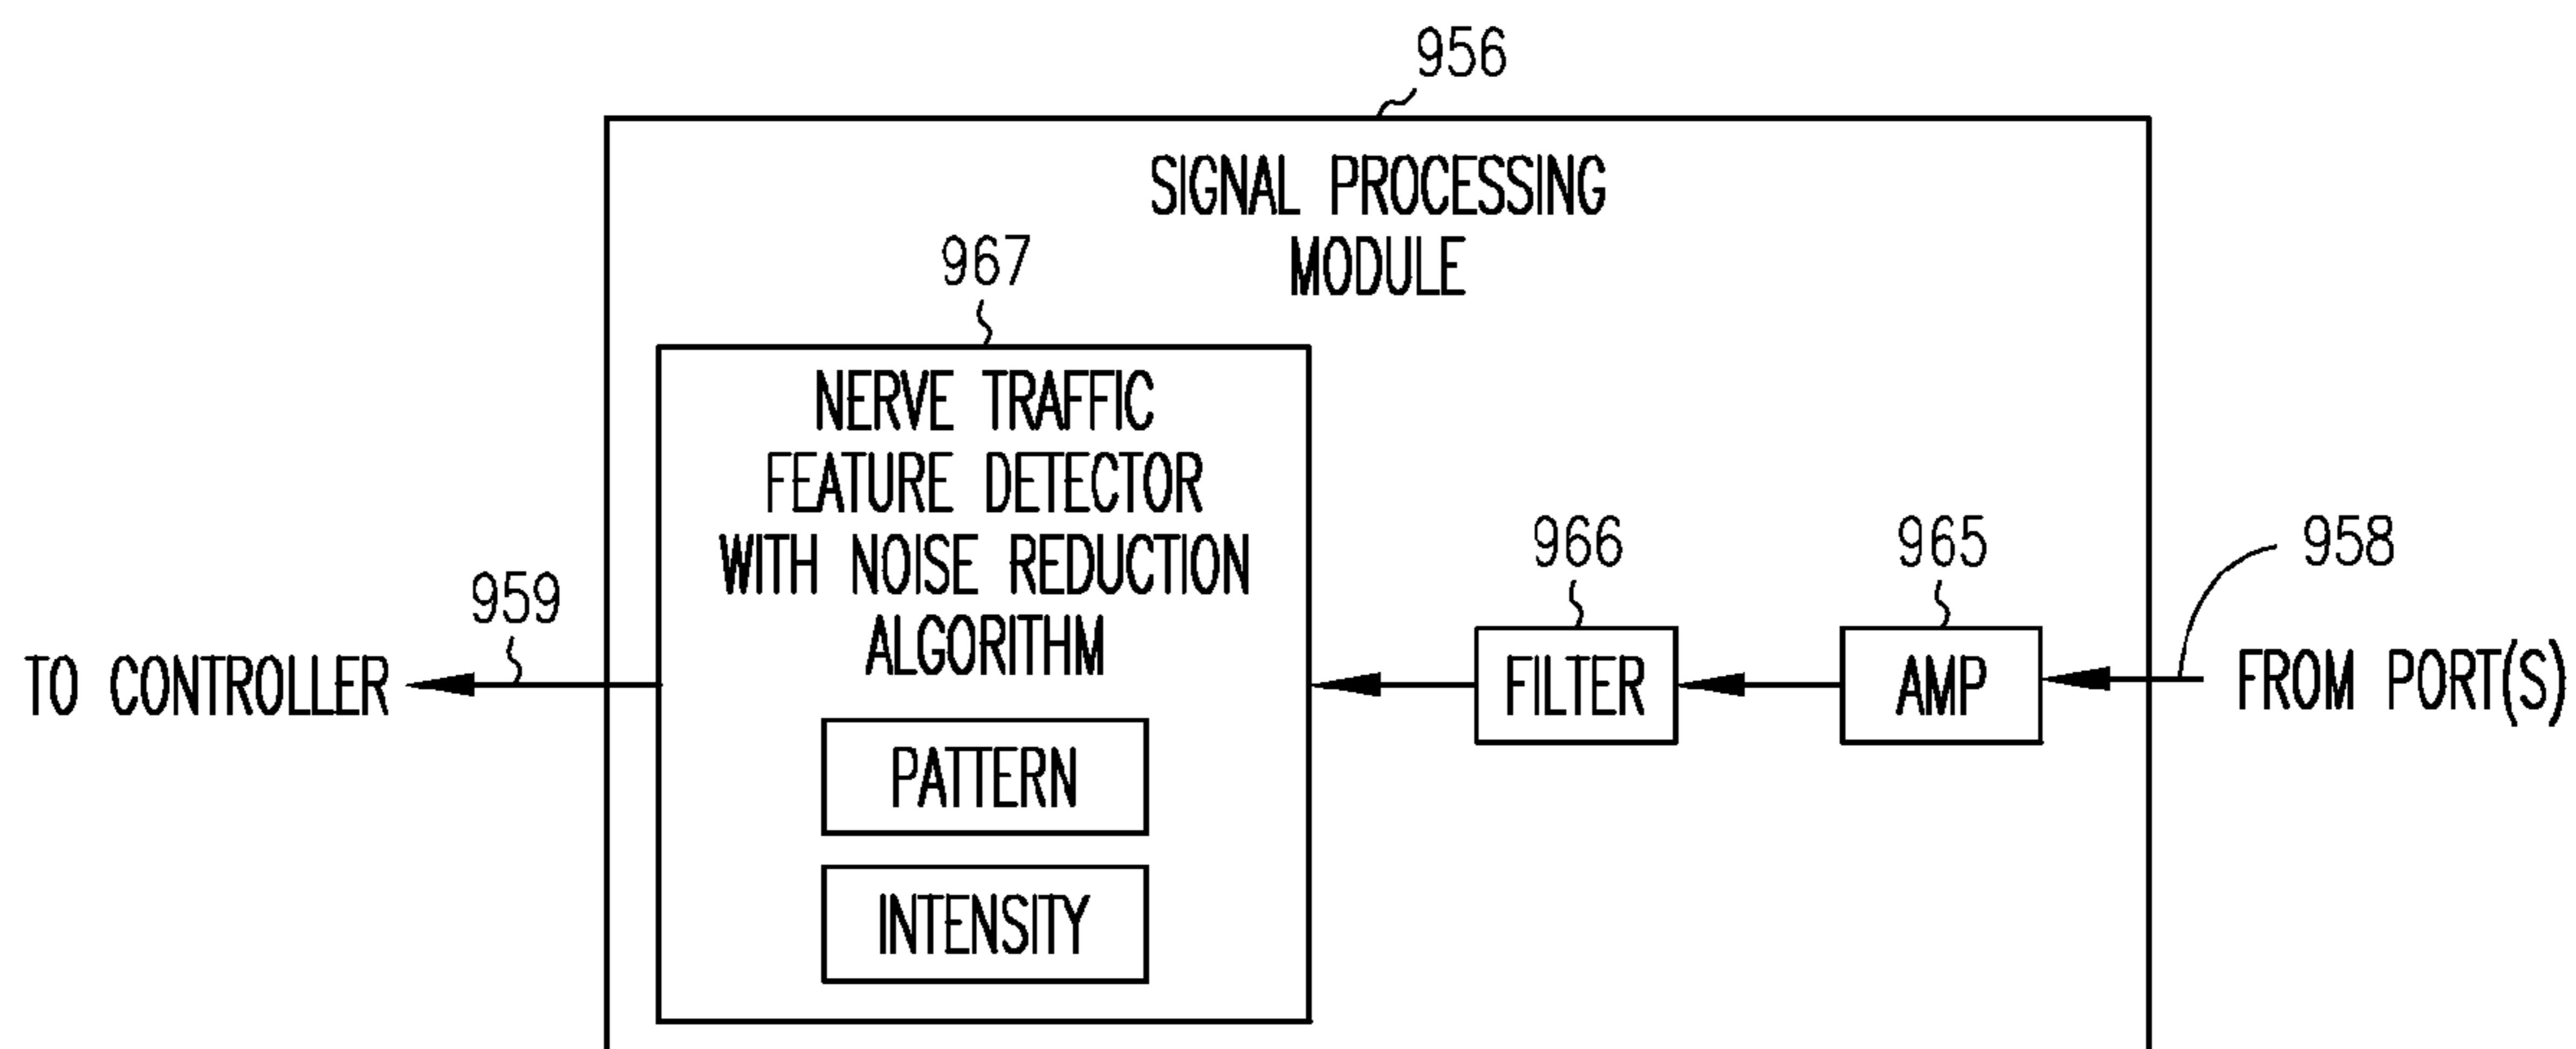 956
SIGNAL PROCESSING
MODULE
967
NERVE TRAFFIC
FEATURE DETECTOR
WITH NOISE REDUCTION
ALGORITHM
PATTERN
INTENSITY
959
TO CONTROLLER
966
FILTER
965
AMP
958
FROM PORT(S)